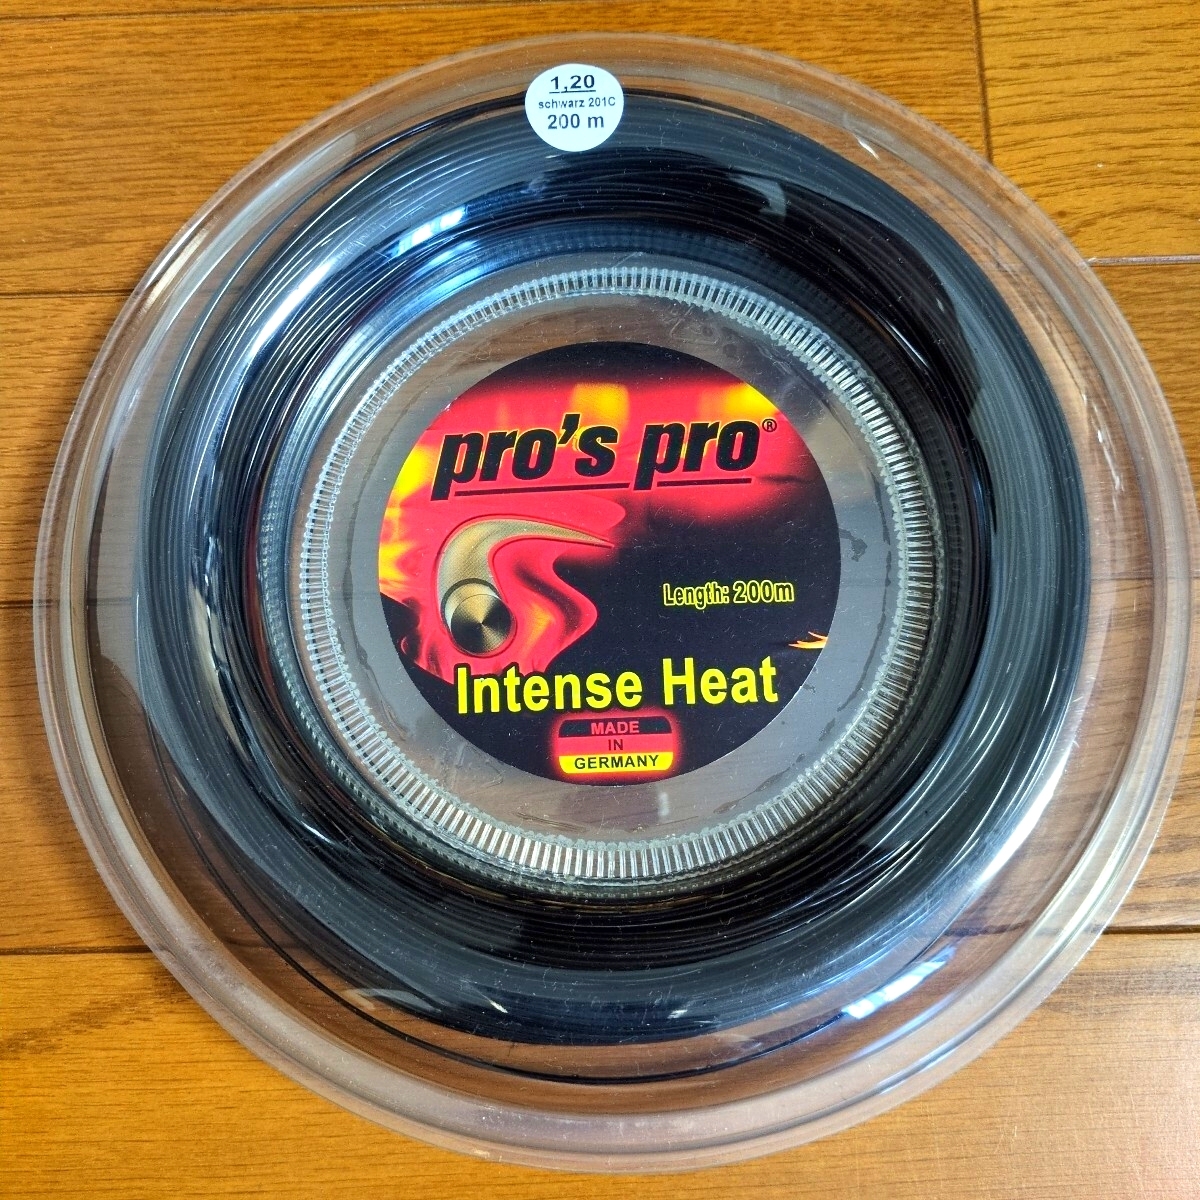 1,20
schwarz 201C
200 m
pro's pro®
Length: 200m
Intense Heat
MADE
IN
GERMANY